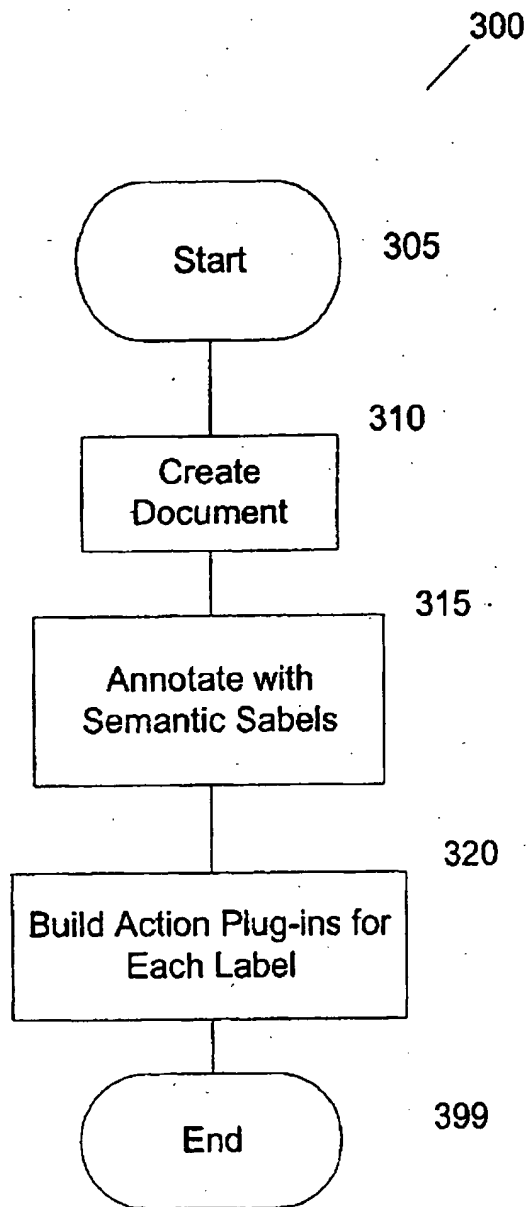 300
Start
305
310
Create
Document
315
Annotate with
Semantic Sabels
320
Build Action Plug-ins for
Each Label
End
399